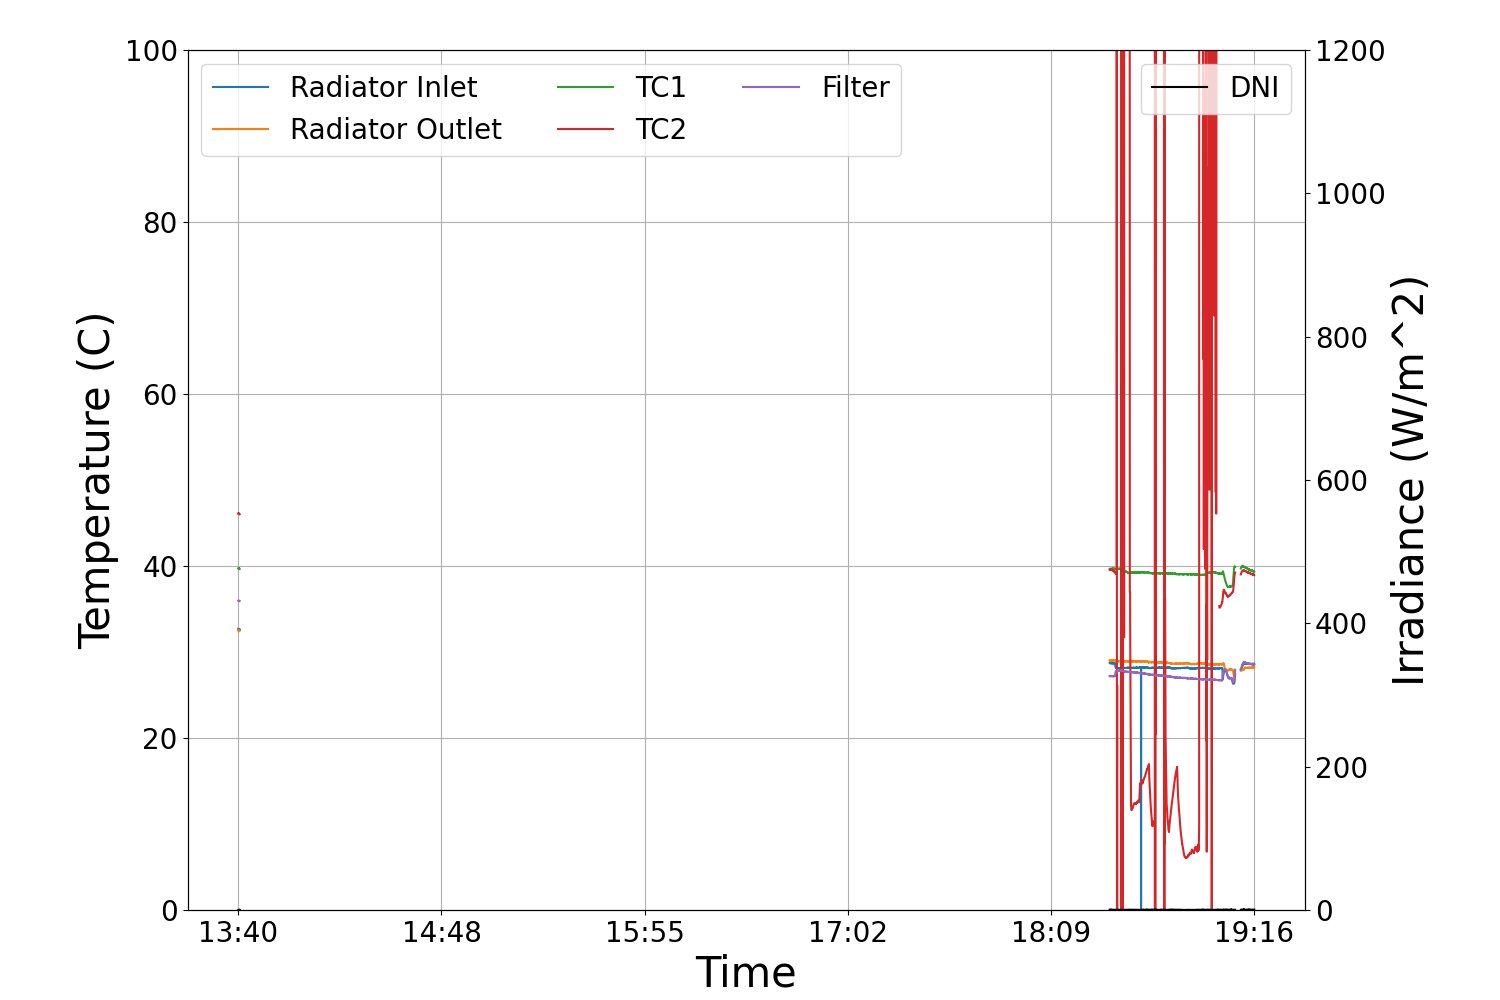 100
80
60
40
20
0
Temperature (C)
Radiator Inlet
Radiator Outlet
TC1
TC2
Filter
DNI
1200
1000
800
600
400
200
0
Irradiance (W/m^2)
13:40 14:48 15:55 17:02 18:09 19:16
Time